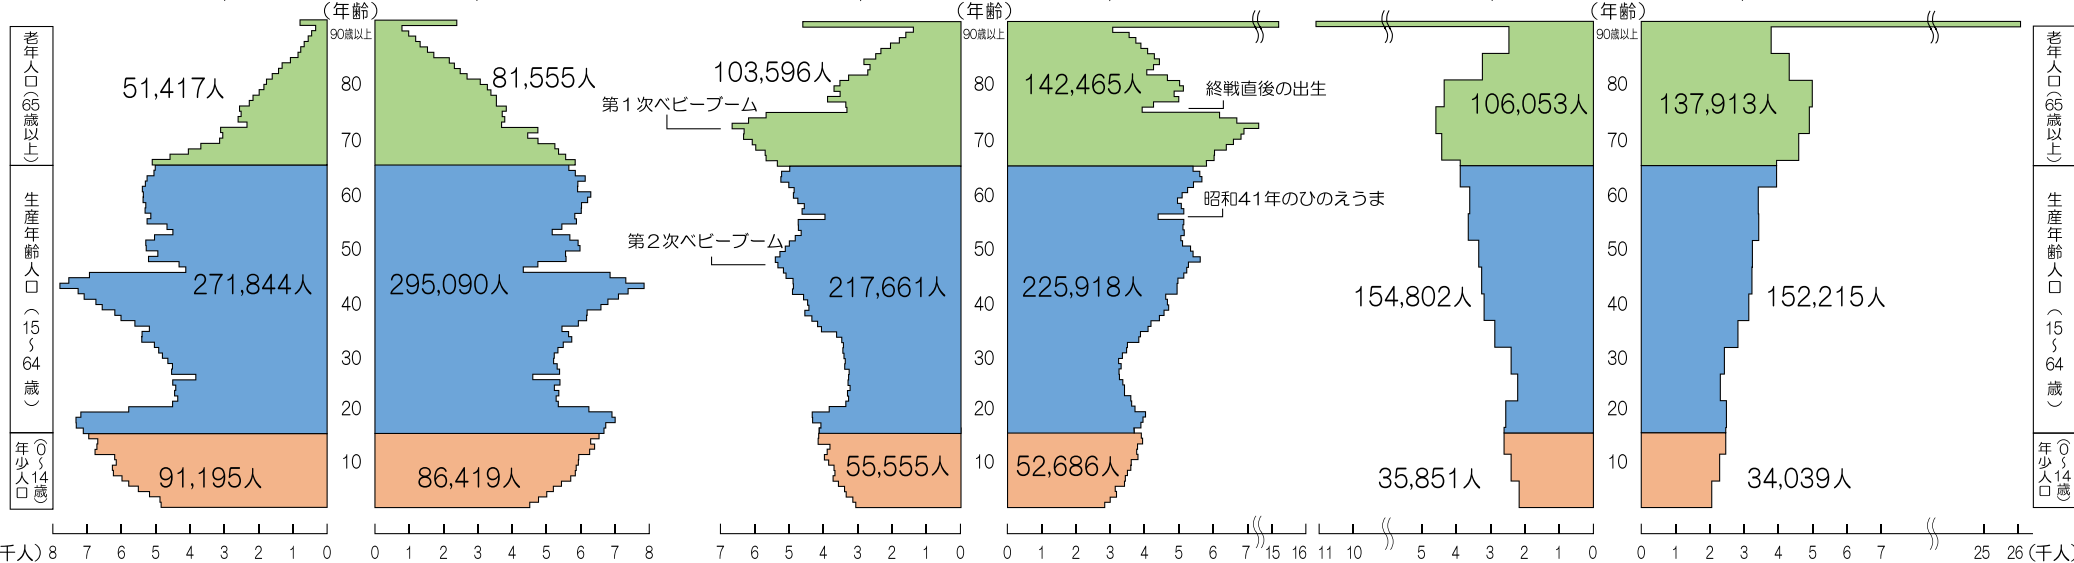 (年齢)
(年齢)
(年齢)
90歳以上
90歳以上
90歳以上
老年人口(65歳以上)
生産年齢人口(15~64歳)
年少人口(0~14歳)
80
70
60
50
40
30
20
10
51,417人
81,555人
271,844人
295,090人
91,195人
86,419人
8 7 6 5 4 3 2 1 0
0 1 2 3 4 5 6 7 8
千人)
第1次ベビーブーム
第2次ベビーブーム
103,596人
142,465人
終戦直後の出生
昭和41年のひのえうま
217,661人
225,918人
55,555人
52,686人
80
70
60
50
40
30
20
10
7 6 5 4 3 2 1 0
0 1 2 3 4 5 6 7 15 16
106,053人
137,913人
154,802人
152,215人
35,851人
34,039人
80
70
60
50
40
30
20
10
11 10 5 4 3 2 1 0
0 1 2 3 4 5 6 7 25 26 (千人)
老年人口(65歳以上)
生産年齢人口(15~64歳)
年少人口(0~14歳)